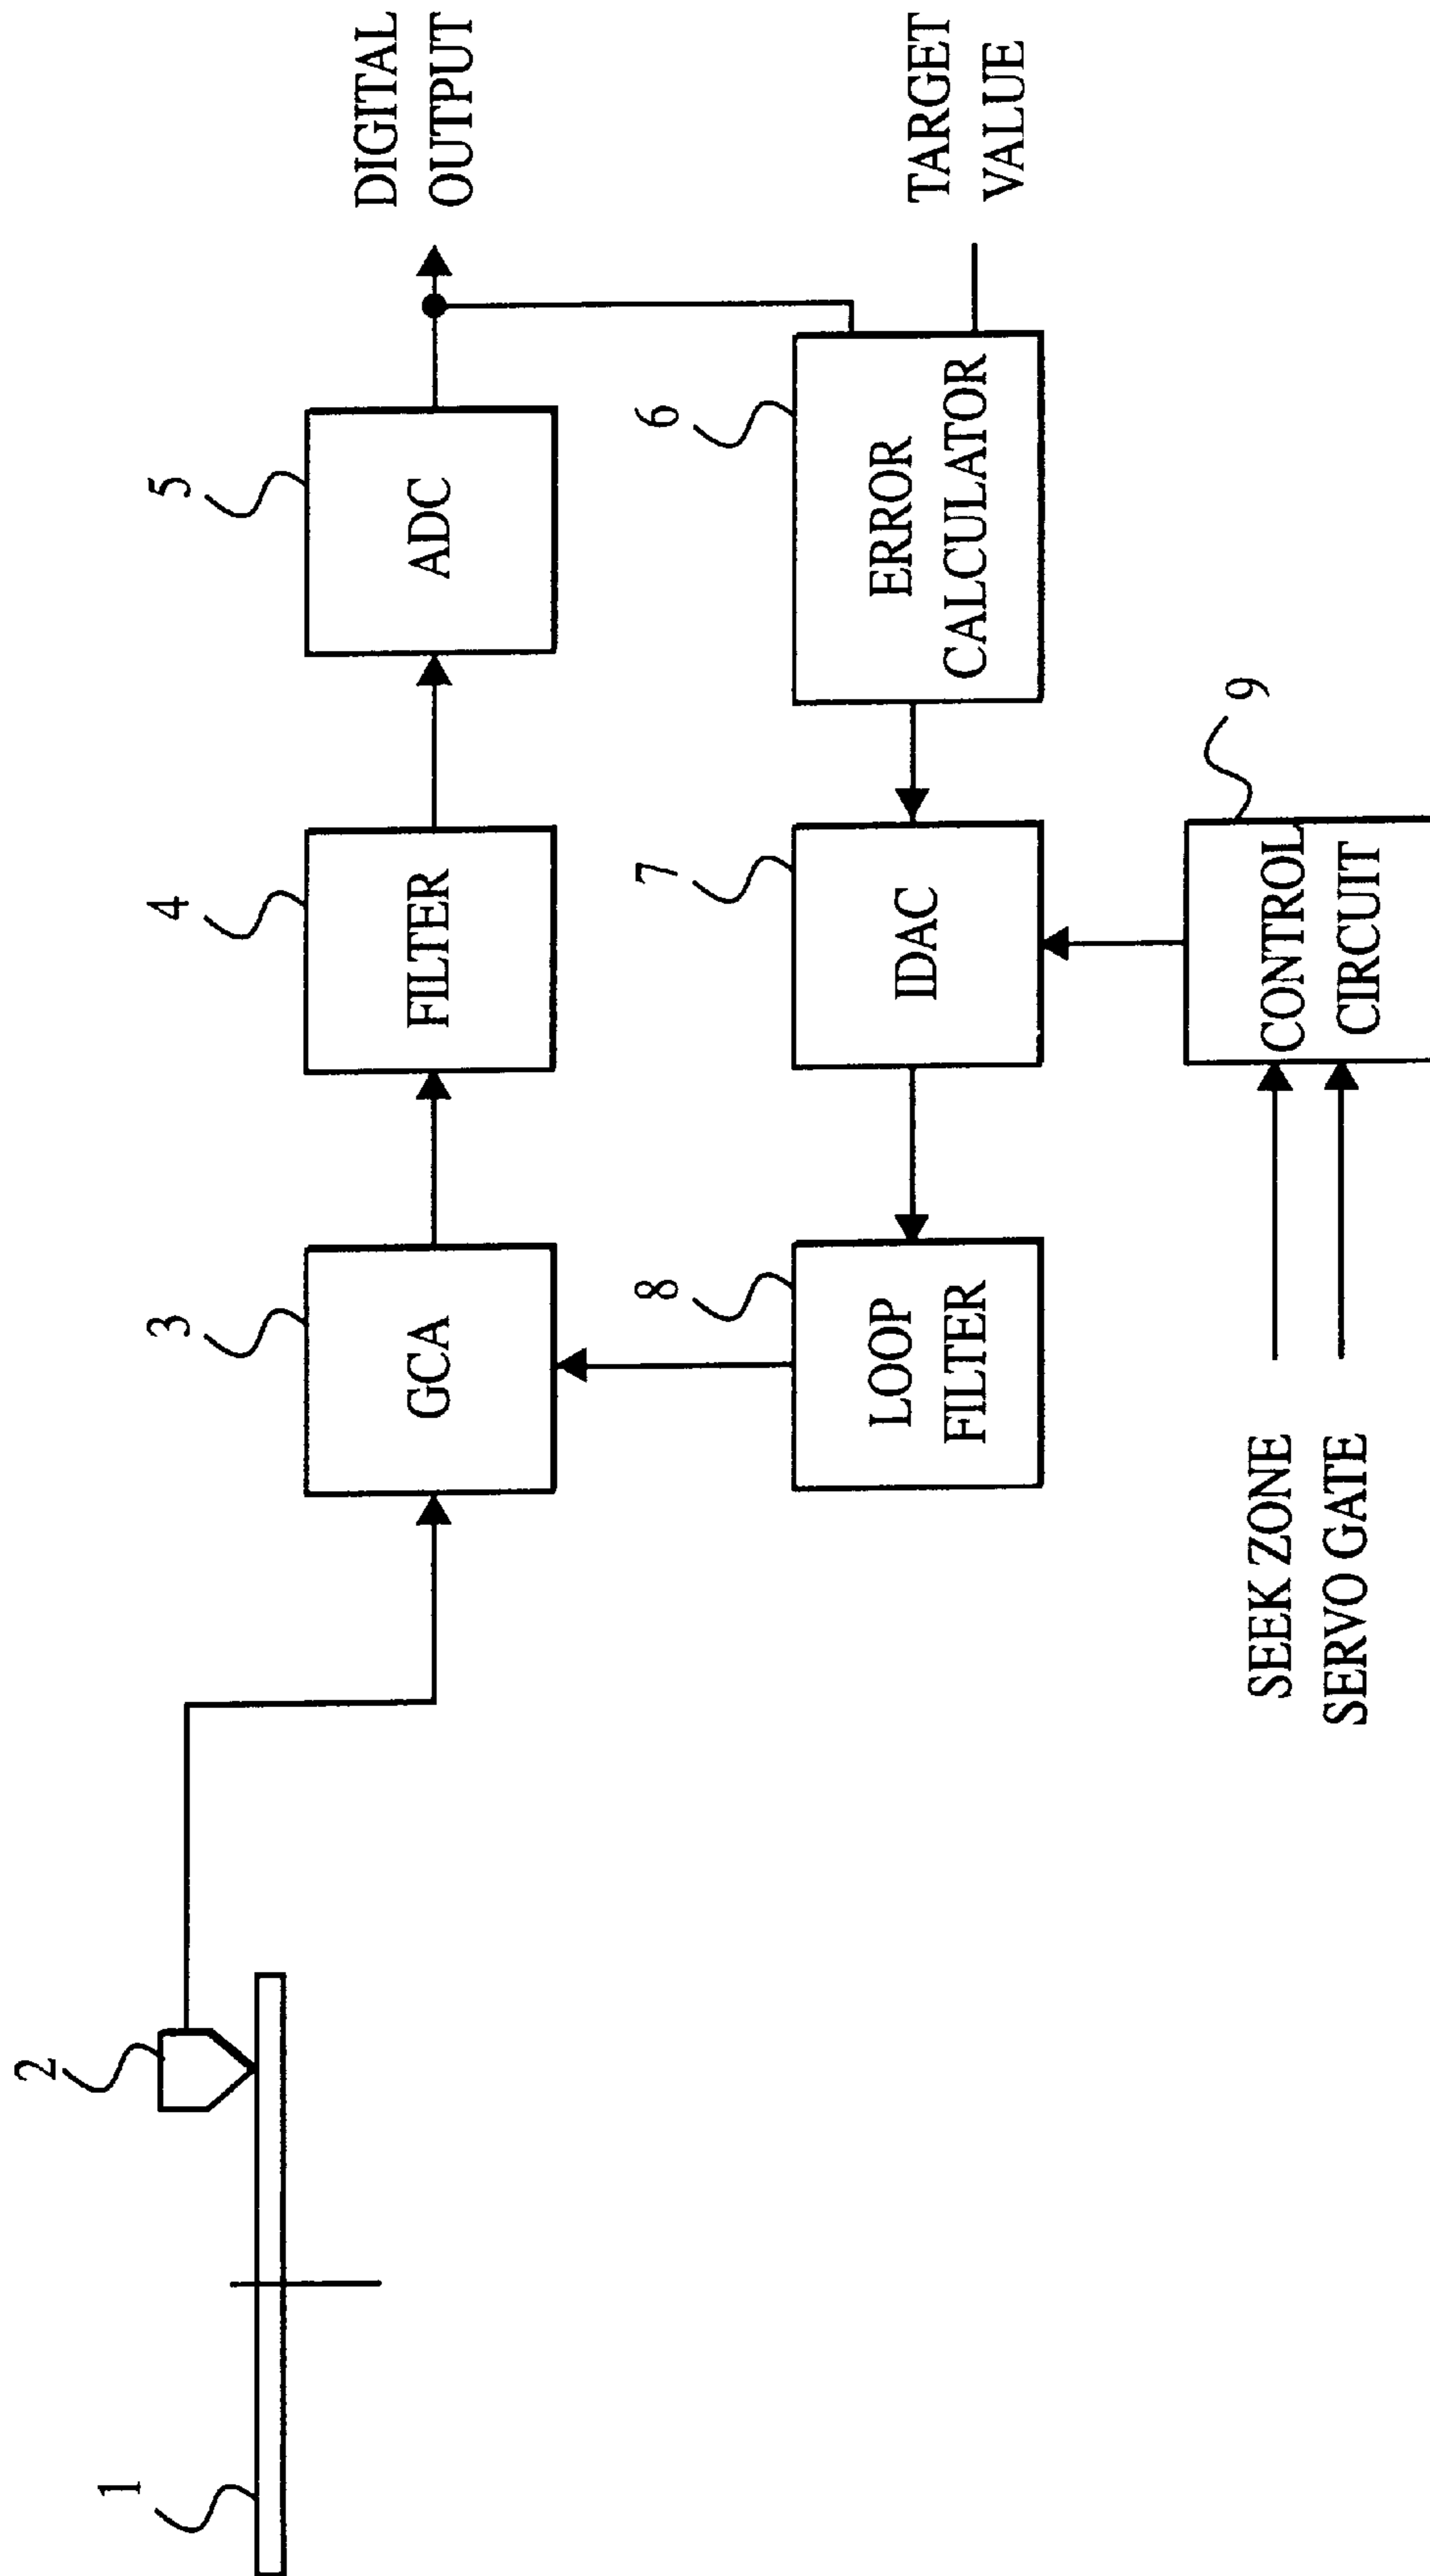 1
2
3
GCA
4
FILTER
5
ADC
DIGITAL
OUTPUT
8
LOOP
FILTER
7
IDAC
6
ERROR
CALCULATOR
TARGET
VALUE
9
CONTROL
CIRCUIT
SEEK ZONE
SERVO GATE